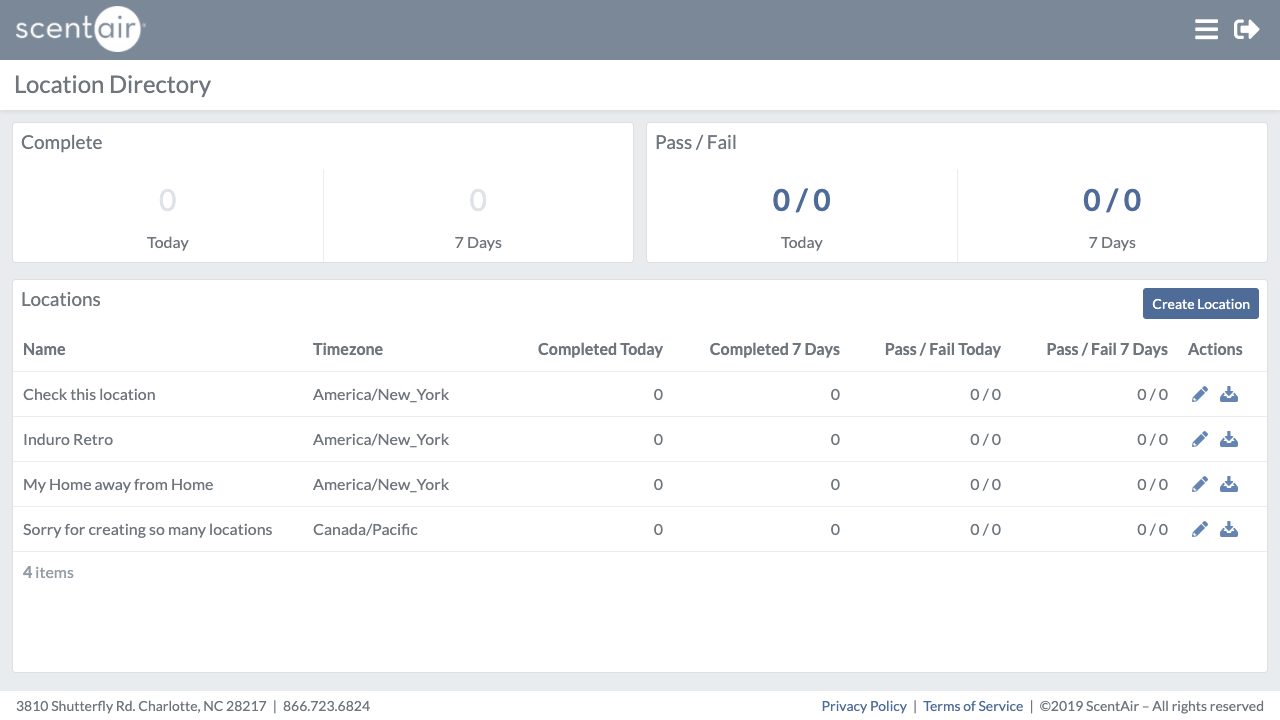 scentair
Location Directory
Complete
0
Today
0
7 Days
Pass / Fail
0 / 0
Today
0 / 0
7 Days
Locations
Create Location
Name Timezone Completed Today Completed 7 Days Pass / Fail Today Pass / Fail 7 Days Actions
Check this location America/New_York 0 0 0 / 0 0 / 0
Induro Retro America/New_York 0 0 0 / 0 0 / 0
My Home away from Home America/New_York 0 0 0 / 0 0 / 0
Sorry for creating so many locations Canada/Pacific 0 0 0 / 0 0 / 0
4 items
3810 Shutterfly Rd. Charlotte, NC 28217 | 866.723.6824
Privacy Policy | Terms of Service | ©2019 ScentAir – All rights reserved